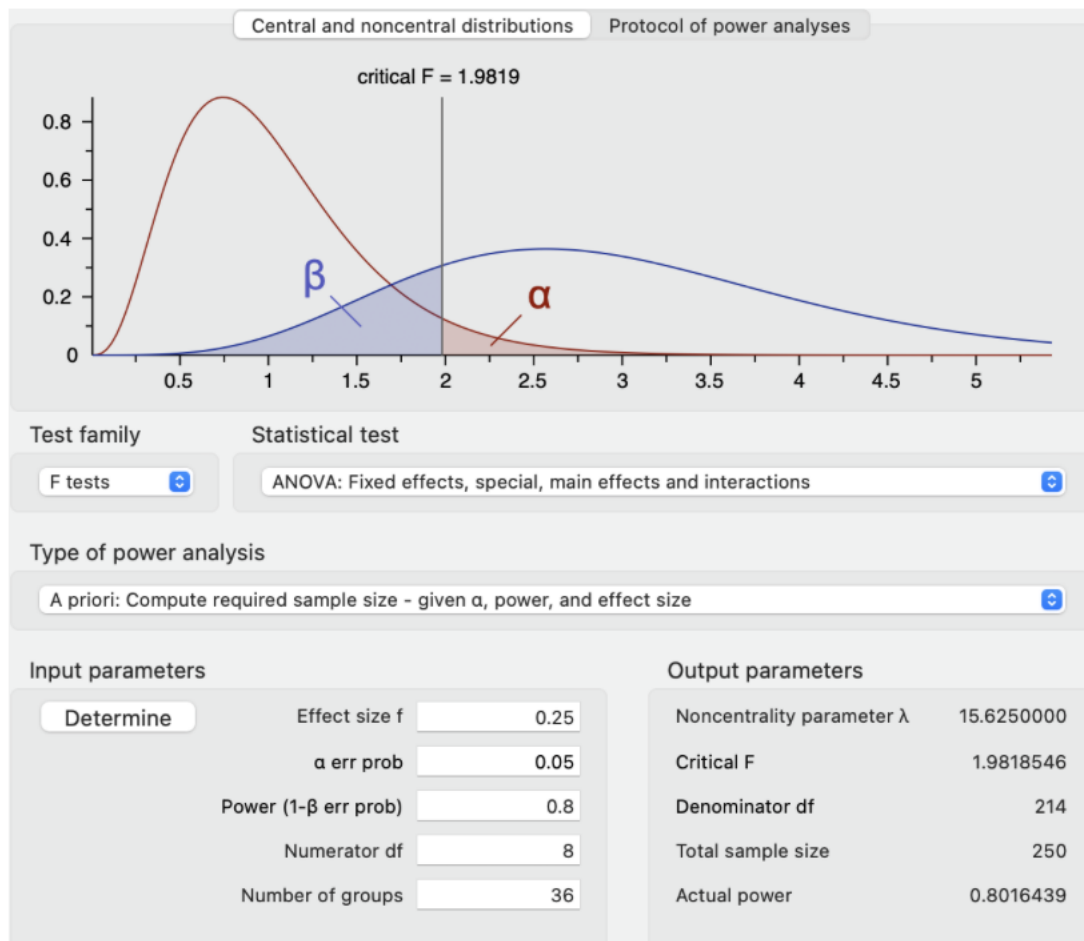 Central and noncentral distributions Protocol of power analyses
critical F = 1.9819
0.8
0.6
0.4
0.2
0
β
α
0.5 1 1.5 2 2.5 3 3.5 4 4.5 5
Test family Statistical test
F tests ANOVA: Fixed effects, special, main effects and interactions
Type of power analysis
A priori: Compute required sample size - given α, power, and effect size
Input parameters Output parameters
Determine Effect size f 0.25 Noncentrality parameter λ 15.6250000
α err prob 0.05 Critical F 1.9818546
Power (1-β err prob) 0.8 Denominator df 214
Numerator df 8 Total sample size 250
Number of groups 36 Actual power 0.8016439